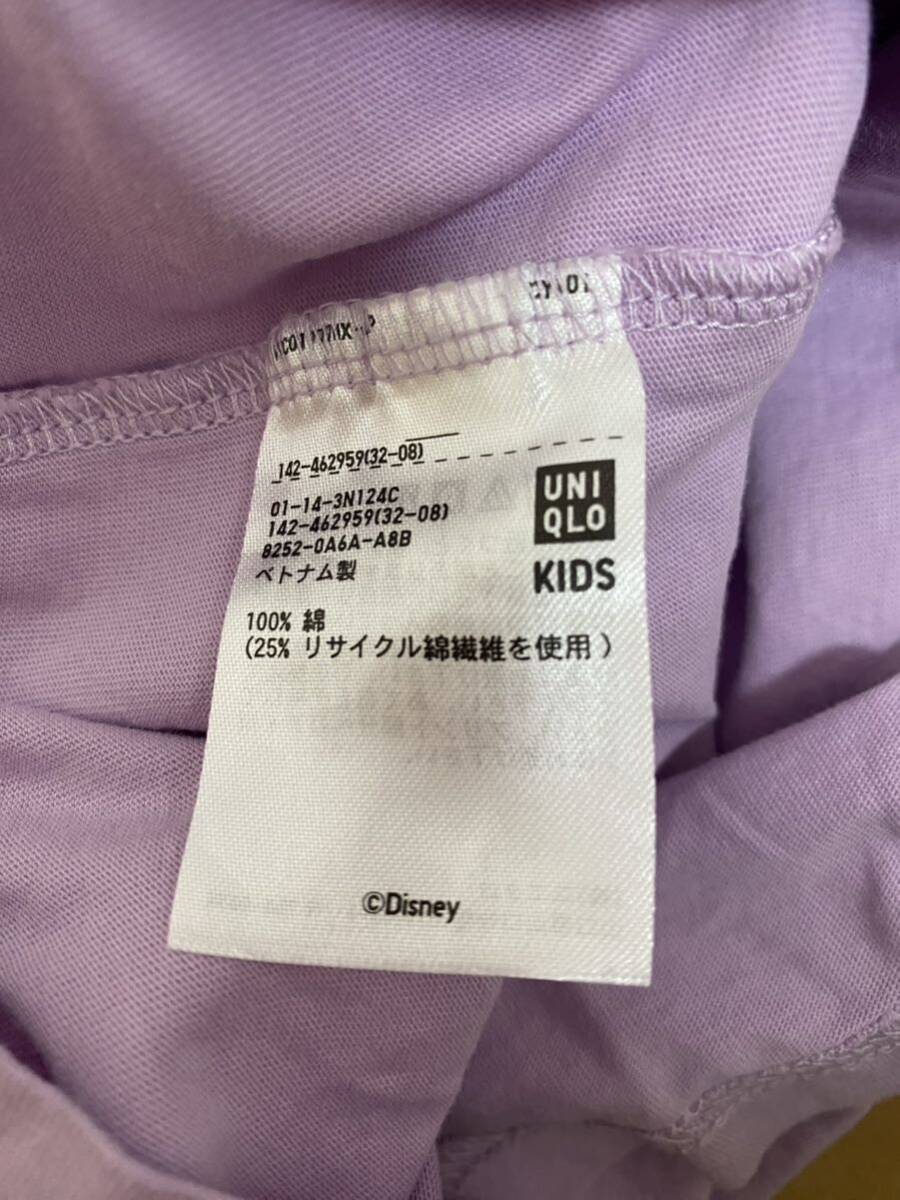 142-462959(32-08)
01-14-3N124C
142-462959(32-08)
8252-0A6A-A8B
ベトナム製
UNI
QLO
KIDS
100% 綿
(25% リサイクル綿繊維を使用)
©Disney